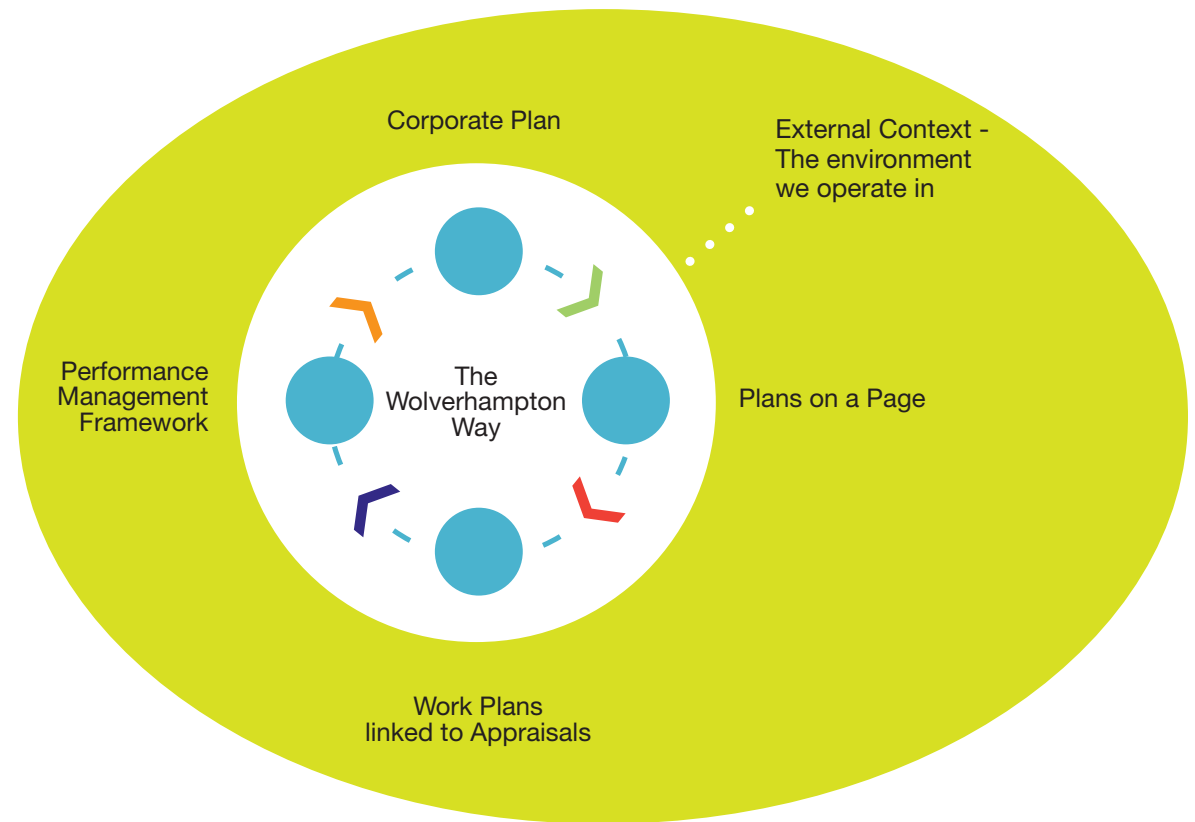 Corporate Plan
External Context -
The environment
we operate in
Performance
Management
Framework
The
Wolverhampton
Way
Plans on a Page
Work Plans
linked to Appraisals